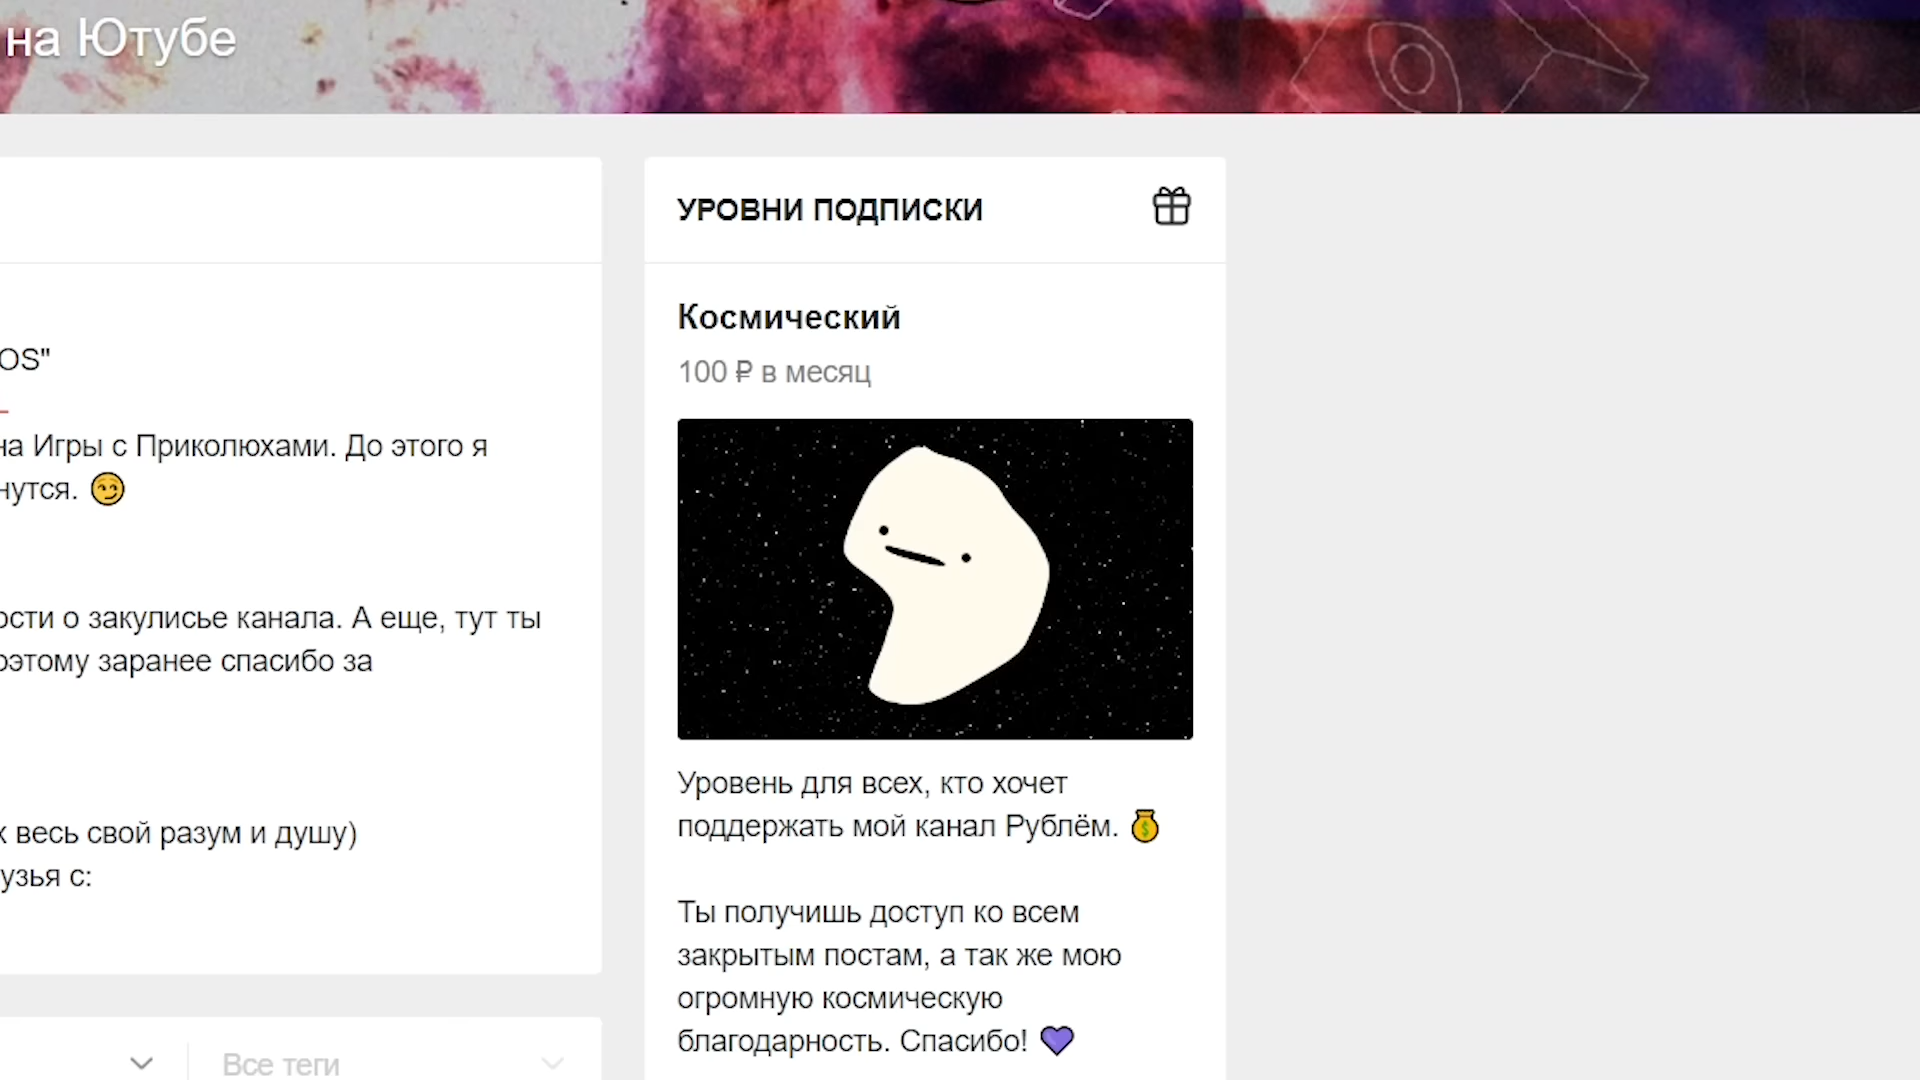 на Ютубе
OS"
на Игры с Приколюхами. До этого я
нутся.
ости о закулисье канала. А еще, тут ты
оэтому заранее спасибо за
х весь свой разум и душу)
узья с:
Все теги
УРОВНИ ПОДПИСКИ
Космический
100 ₽ в месяц
Уровень для всех, кто хочет
поддержать мой канал Рублём. 💰
Ты получишь доступ ко всем
закрытым постам, а так же мою
огромную космическую
благодарность. Спасибо! 💜